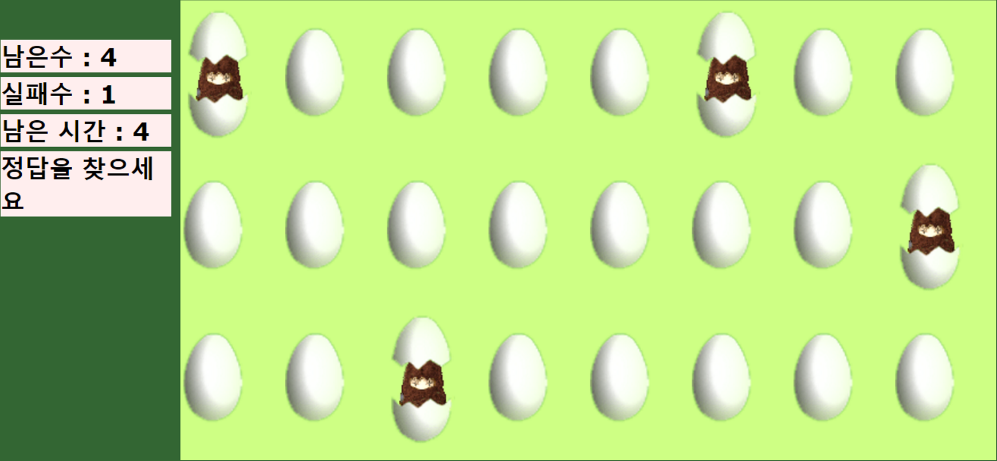 남은수 : 4
실패수 : 1
남은 시간 : 4
정답을 찾으세
요